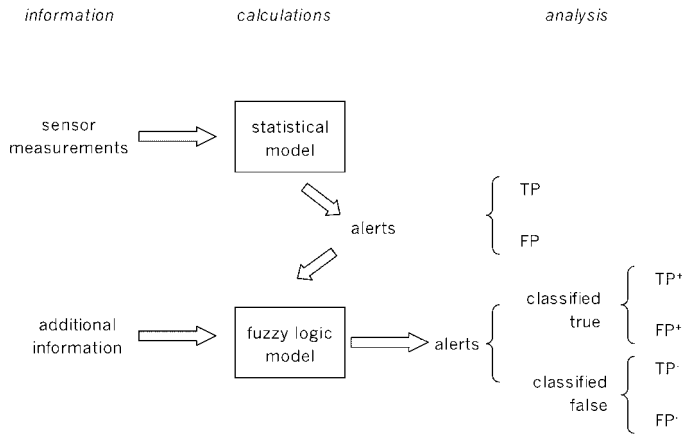 information calculations analysis
sensor
measurements
statistical
model
alerts
TP
FP
additional
information
fuzzy logic
model
alerts
classified
true
TP⁺
FP⁺
classified
false
TP⁻
FP⁻